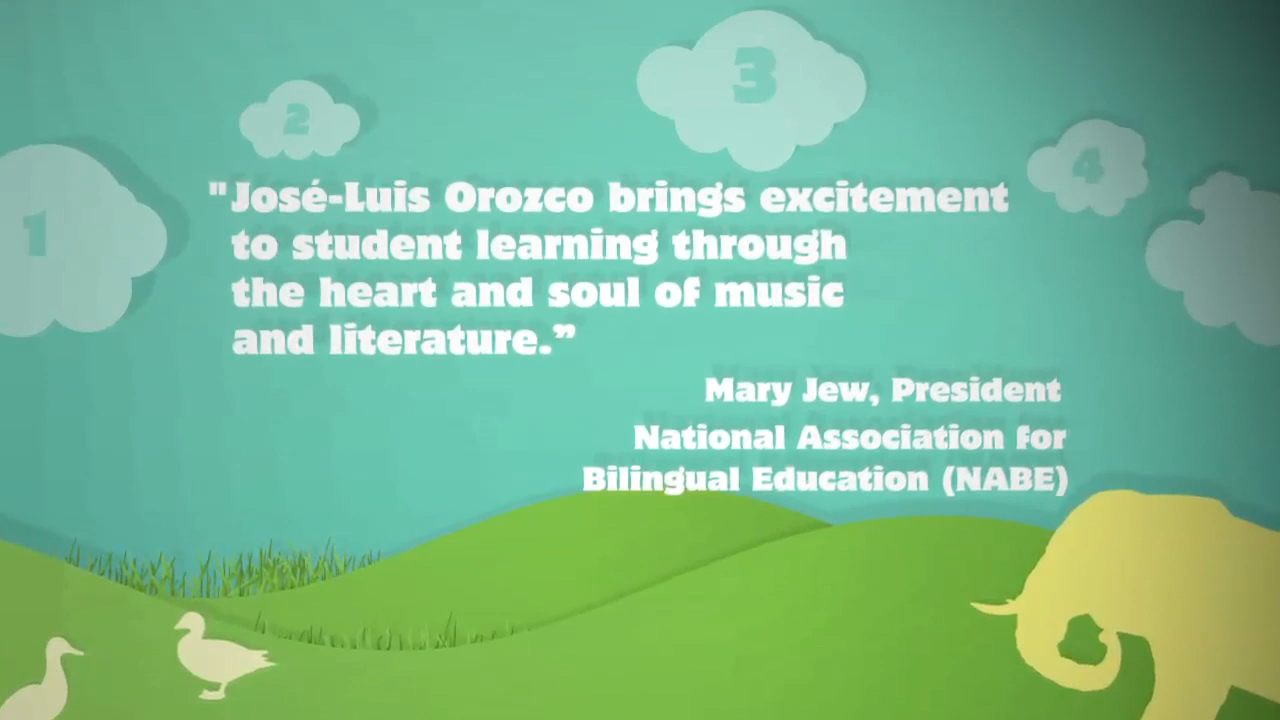 1
2
3
4
"José-Luis Orozco brings excitement
to student learning through
the heart and soul of music
and literature.”
Mary Jew, President
National Association for
Bilingual Education (NABE)